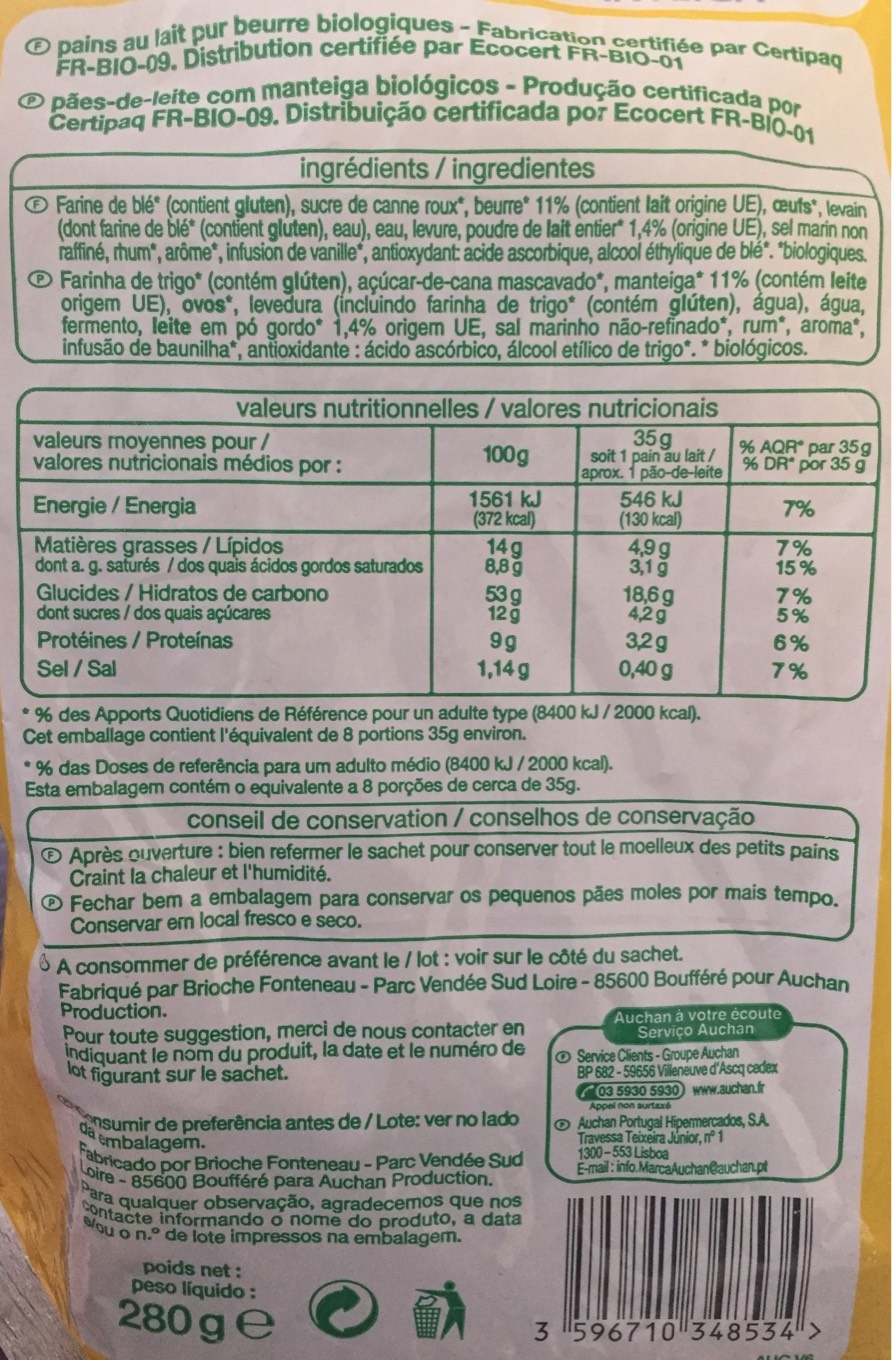 Ⓕ pains au lait pur beurre biologiques - Fabrication certifiée par Certipaq
FR-BIO-09. Distribution certifiée par Ecocert FR-BIO-01
Ⓟ pães-de-leite com manteiga biológicos - Produção certificada por
Certipaq FR-BIO-09. Distribuição certificada por Ecocert FR-BIO-01
ingrédients / ingredientes
Ⓕ Farine de blé* (contient gluten), sucre de canne roux*, beurre* 11% (contient lait origine UE), œufs*, levain
(dont farine de blé* (contient gluten), eau), eau, levure, poudre de lait entier* 1,4% (origine UE), sel marin non
raffiné, rhum*, arôme*, infusion de vanille*, antioxydant: acide ascorbique, alcool éthylique de blé*. *biologiques.
Ⓟ Farinha de trigo* (contém glúten), açúcar-de-cana mascavado*, manteiga* 11% (contém leite
origem UE), ovos*, levedura (incluindo farinha de trigo* (contém glúten), água), água,
fermento, leite em pó gordo* 1,4% origem UE, sal marinho não-refinado*, rum*, aroma*,
infusão de baunilha*, antioxidante : ácido ascórbico, álcool etílico de trigo*. * biológicos.
valeurs nutritionnelles / valores nutricionais
valeurs moyennes pour /
valores nutricionais médios por :
100g
35g
soit 1 pain au lait /
aprox. 1 pão-de-leite
% AQR* par 35g
% DR* por 35 g
Energie / Energia
1561 kJ
(372 kcal)
546 kJ
(130 kcal)
7%
Matières grasses / Lípidos 14g 4,9g 7%
dont a. g. saturés / dos quais ácidos gordos saturados 8,8g 3,1g 15%
Glucides / Hidratos de carbono 53g 18,6g 7%
dont sucres / dos quais açúcares 12g 4,2g 5%
Protéines / Proteínas 9g 3,2g 6%
Sel / Sal 1,14g 0,40g 7%
* % des Apports Quotidiens de Référence pour un adulte type (8400 kJ / 2000 kcal).
Cet emballage contient l'équivalent de 8 portions 35g environ.
* % das Doses de referência para um adulto médio (8400 kJ / 2000 kcal).
Esta embalagem contém o equivalente a 8 porções de cerca de 35g.
conseil de conservation / conselhos de conservação
Ⓕ Après ouverture : bien refermer le sachet pour conserver tout le moelleux des petits pains
Craint la chaleur et l'humidité.
Ⓟ Fechar bem a embalagem para conservar os pequenos pães moles por mais tempo.
Conservar em local fresco e seco.
A consommer de préférence avant le / lot : voir sur le côté du sachet.
Fabriqué par Brioche Fonteneau - Parc Vendée Sud Loire - 85600 Boufféré pour Auchan
Production.
Pour toute suggestion, merci de nous contacter en
indiquant le nom du produit, la date et le numéro de
lot figurant sur le sachet.
Consumir de preferência antes de / Lote: ver no lado
da embalagem.
Fabricado por Brioche Fonteneau - Parc Vendée Sud
Loire - 85600 Boufféré para Auchan Production.
Para qualquer observação, agradecemos que nos
contacte informando o nome do produto, a data
e/ou o n.º de lote impressos na embalagem.
Auchan à votre écoute
Serviço Auchan
Ⓕ Service Clients - Groupe Auchan
BP 682 - 59656 Villeneuve d'Ascq cedex
03 5930 5930 www.auchan.fr
Appel non surtaxé
Ⓟ Auchan Portugal Hipermercados, S.A.
Travessa Teixeira Júnior, nº 1
1300-553 Lisboa
E-mail : info.MarcaAuchan@auchan.pt
poids net :
peso líquido :
280g e
3 596710 348534 >